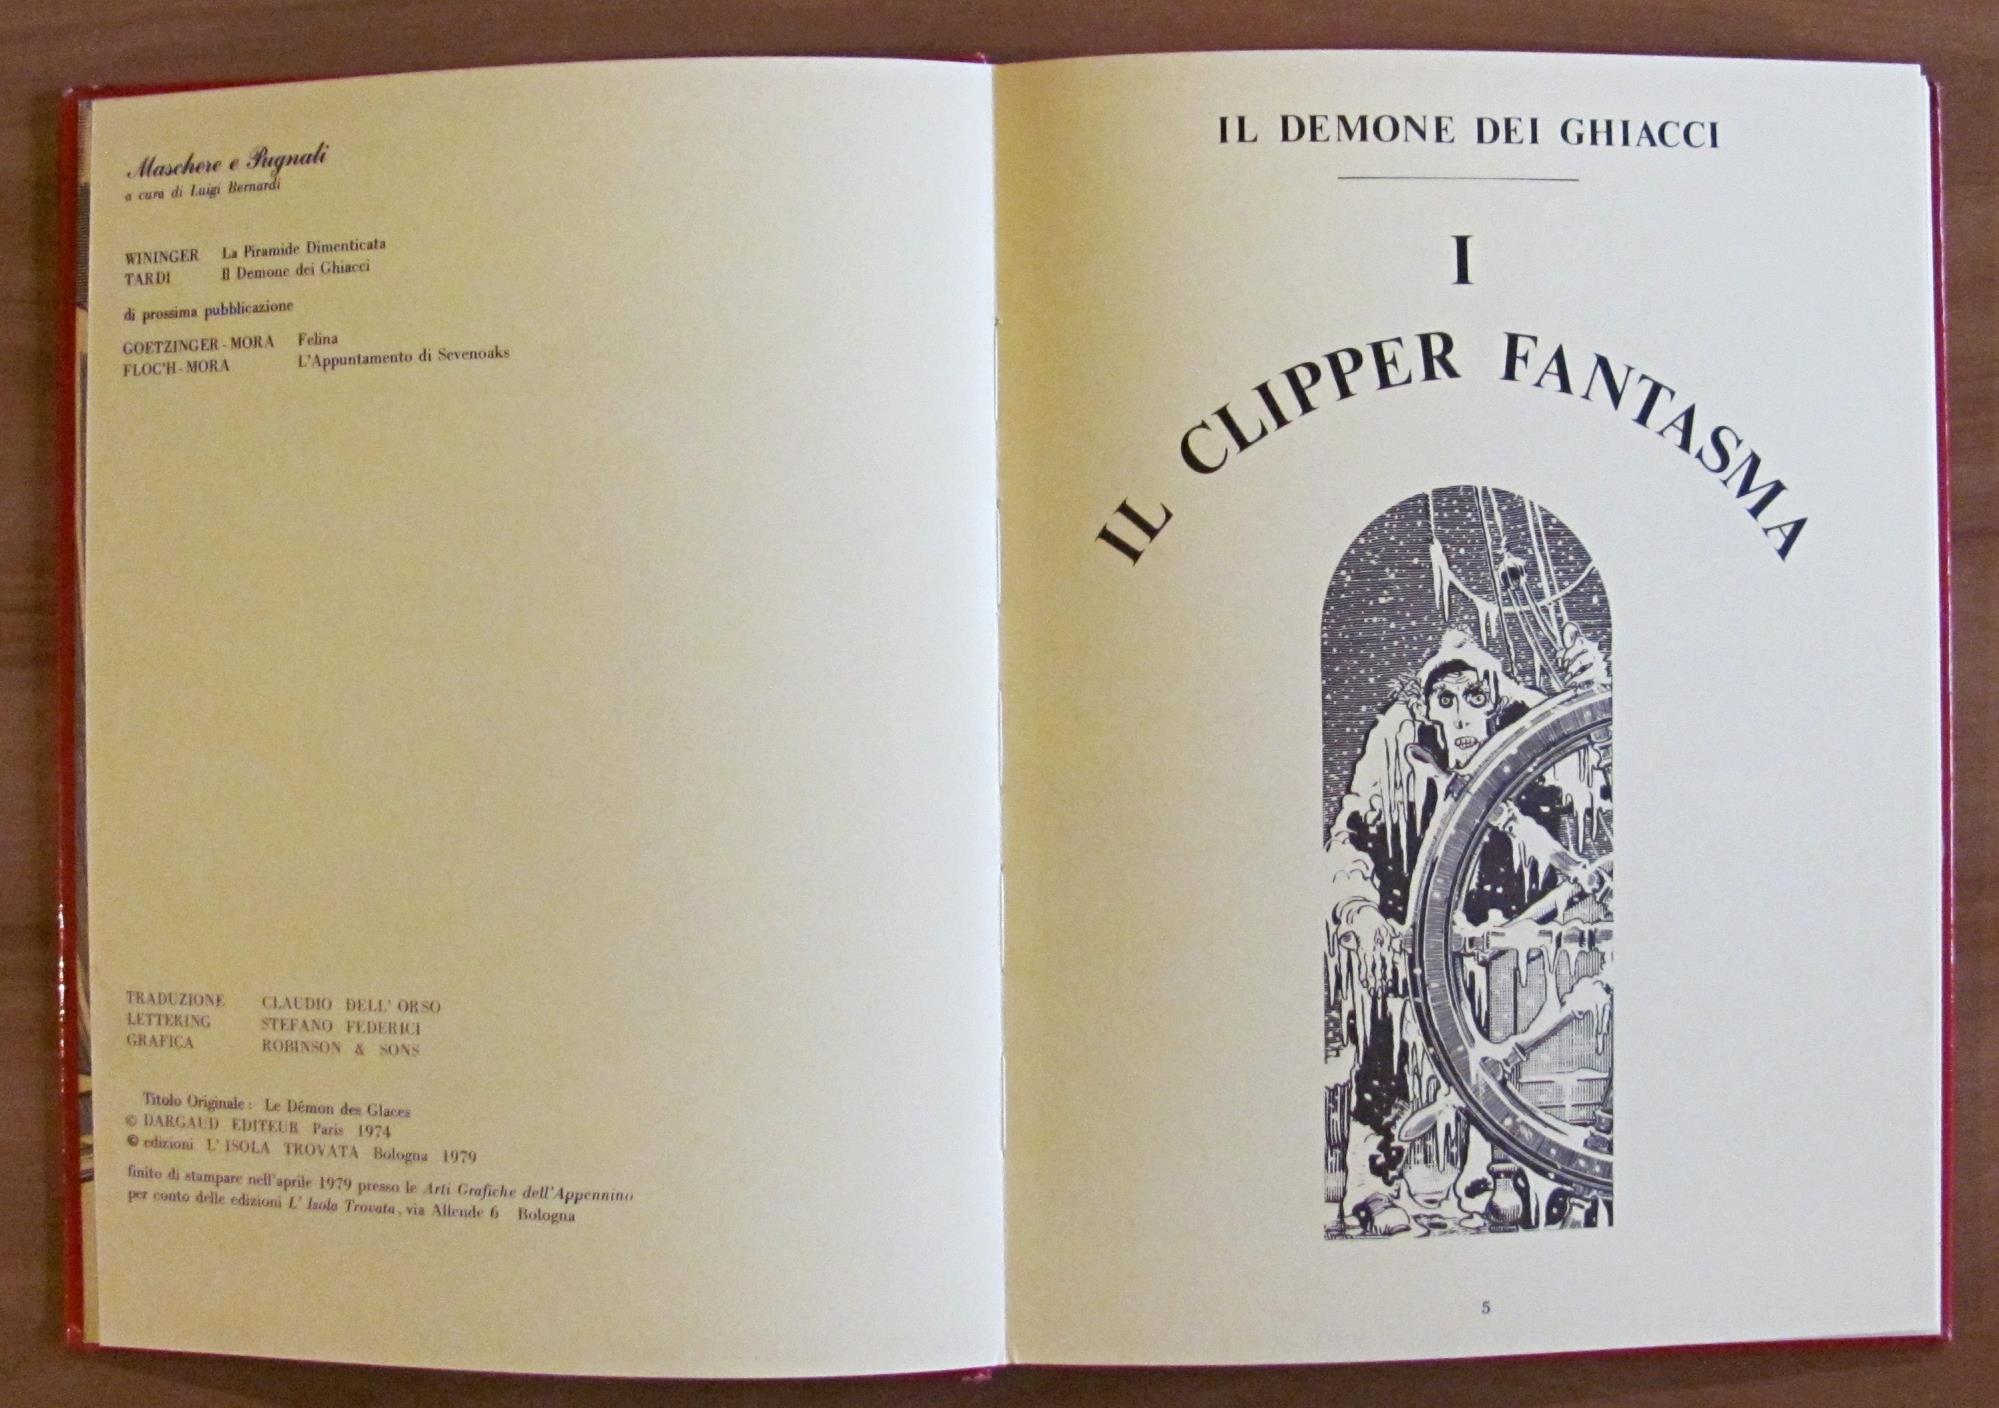 Maschere e Pugnali
a cura di Luigi Bernardi
WININGER La Piramide Dimenticata
TARDI Il Demone dei Ghiacci
di prossima pubblicazione
GOETZINGER - MORA Felina
FLOC'H - MORA L'Appuntamento di Sevenoaks
TRADUZIONE CLAUDIO DELL' ORSO
LETTERING STEFANO FEDERICI
GRAFICA ROBINSON & SONS
Titolo Originale : Le Démon des Glaces
© DARGAUD EDITEUR Paris 1974
© edizioni L' ISOLA TROVATA Bologna 1979
finito di stampare nell'aprile 1979 presso le Arti Grafiche dell'Appennino
per conto delle edizioni L' Isola Trovata, via Allende 6 Bologna
IL DEMONE DEI GHIACCI
I
IL CLIPPER FANTASMA
5